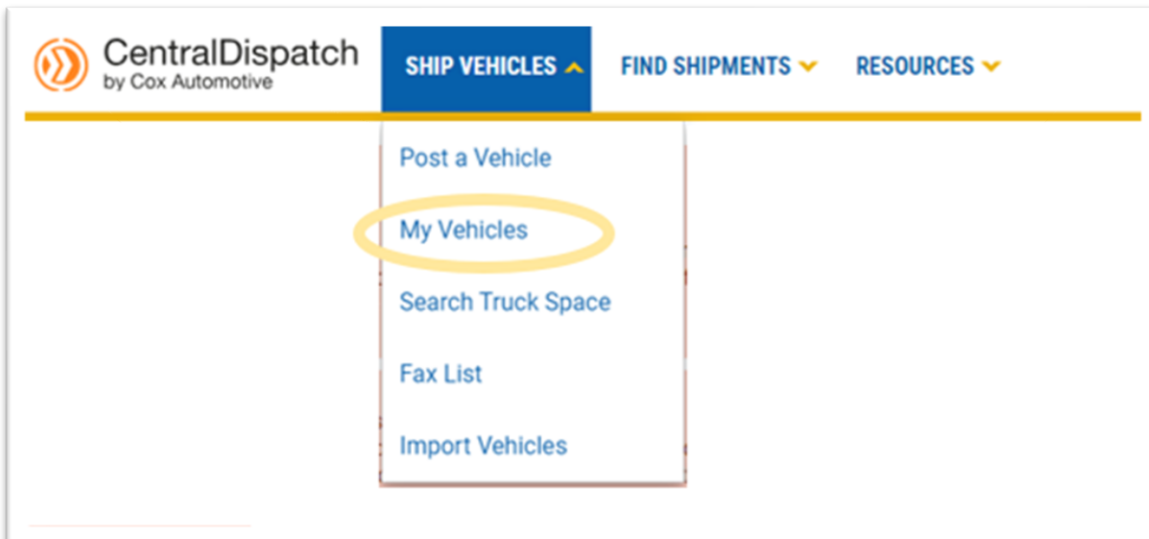 CentralDispatch
by Cox Automotive
SHIP VEHICLES
FIND SHIPMENTS
RESOURCES
Post a Vehicle
My Vehicles
Search Truck Space
Fax List
Import Vehicles